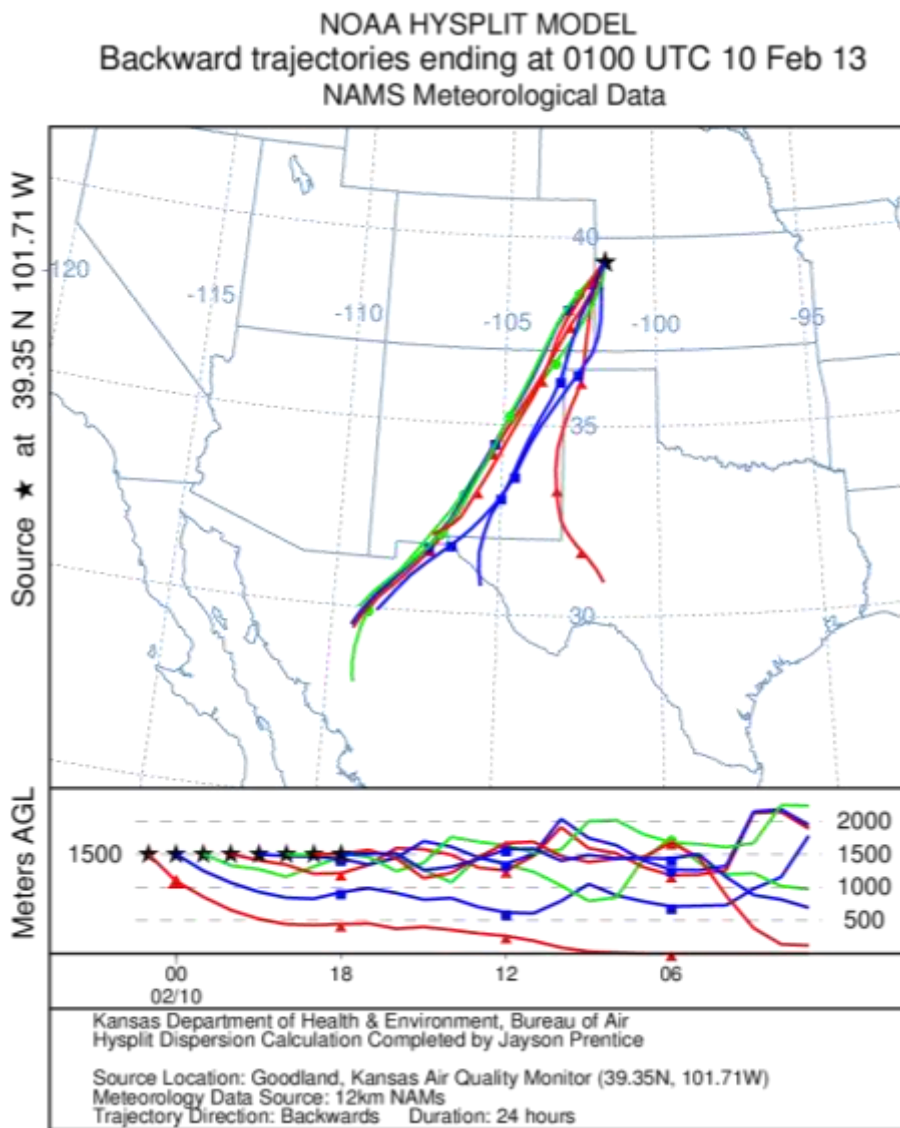 NOAA HYSPLIT MODEL
Backward trajectories ending at 0100 UTC 10 Feb 13
NAMS Meteorological Data
Source ★ at 39.35 N 101.71 W
40
-120
-115
-110
-105
-100
-95
35
30
Meters AGL
1500
2000
1500
1000
500
00
18
12
06
02/10
Kansas Department of Health & Environment, Bureau of Air
Hysplit Dispersion Calculation Completed by Jayson Prentice
Source Location: Goodland, Kansas Air Quality Monitor (39.35N, 101.71W)
Meteorology Data Source: 12km NAMs
Trajectory Direction: Backwards Duration: 24 hours